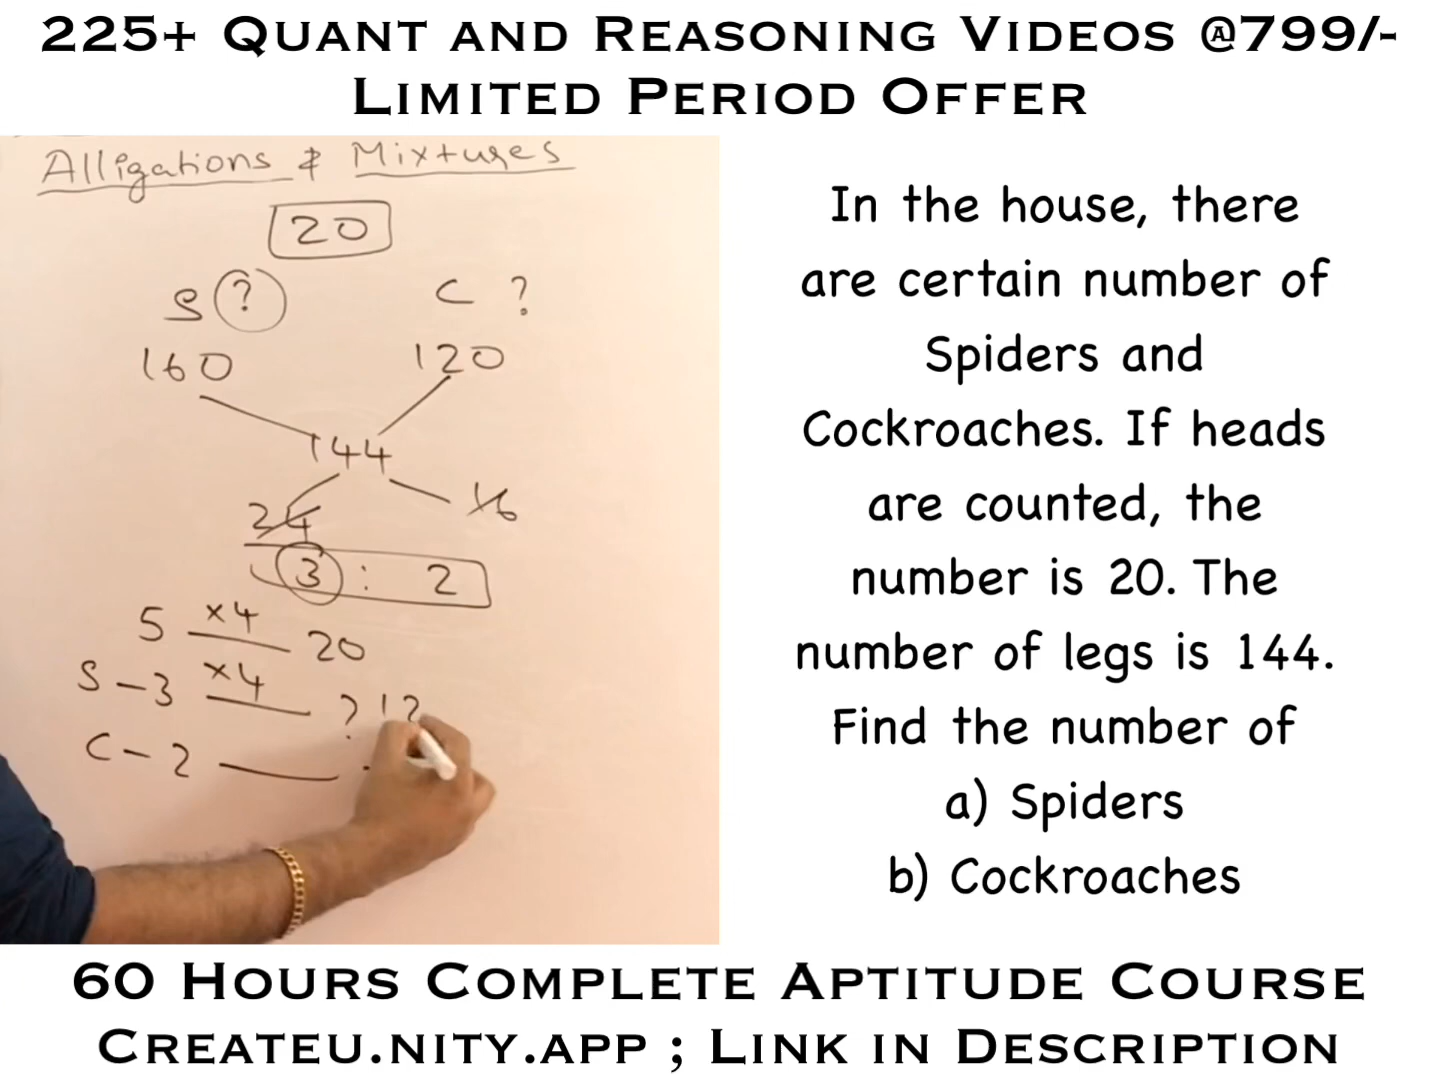 225+ QUANT AND REASONING VIDEOS @799/-
LIMITED PERIOD OFFER
Alligations & Mixtures
20
S ? C ?
160 120
144
24 16
3 : 2
5 ×4 20
S - 3 ×4 ? 12
C - 2
In the house, there
are certain number of
Spiders and
Cockroaches. If heads
are counted, the
number is 20. The
number of legs is 144.
Find the number of
a) Spiders
b) Cockroaches
60 HOURS COMPLETE APTITUDE COURSE
CREATEU.NITY.APP ; LINK IN DESCRIPTION